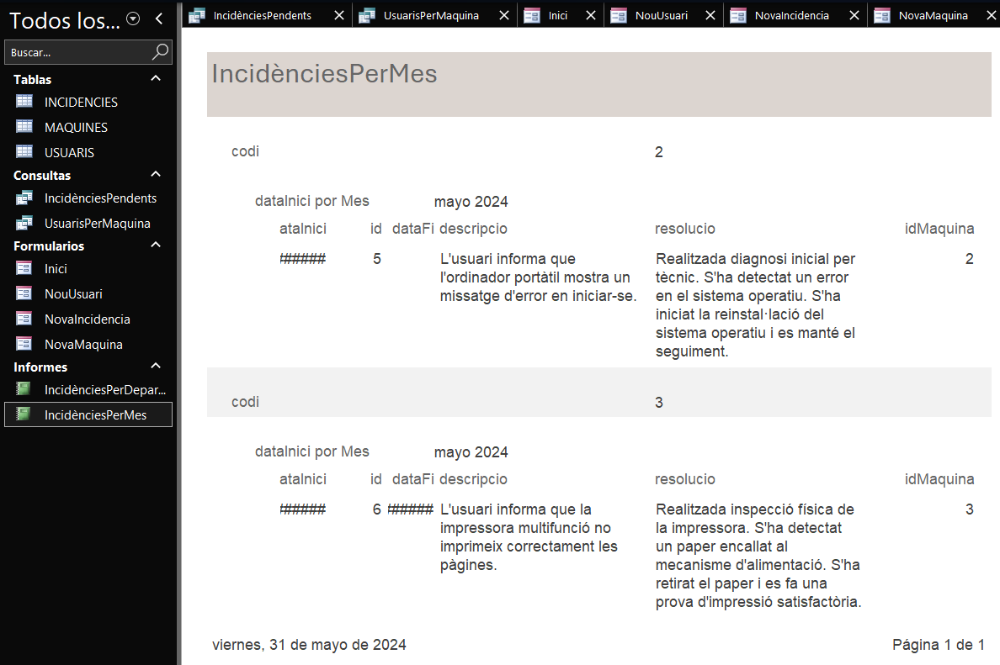 Todos los...
Buscar...
Tablas
INCIDENCIES
MAQUINES
USUARIS
Consultas
IncidènciesPendents
UsuarisPerMaquina
Formularios
Inici
NouUsuari
NovaIncidencia
NovaMaquina
Informes
IncidènciesPerDepar...
IncidènciesPerMes
IncidènciesPendents UsuarisPerMaquina Inici NouUsuari NovaIncidencia NovaMaquina
IncidènciesPerMes
codi 2
dataInici por Mes mayo 2024
ataInici id dataFi descripcio resolucio idMaquina
###### 5 L'usuari informa que Realitzada diagnosi inicial per 2
l'ordinador portàtil mostra un tècnic. S'ha detectat un error
missatge d'error en iniciar-se. en el sistema operatiu. S'ha
iniciat la reinstal·lació del
sistema operatiu i es manté el
seguiment.
codi 3
dataInici por Mes mayo 2024
ataInici id dataFi descripcio resolucio idMaquina
###### 6 ###### L'usuari informa que la Realitzada inspecció física de 3
impressora multifunció no la impressora. S'ha detectat
imprimeix correctament les un paper encallat al
pàgines. mecanisme d'alimentació. S'ha
retirat el paper i es fa una
prova d'impressió satisfactòria.
viernes, 31 de mayo de 2024 Página 1 de 1